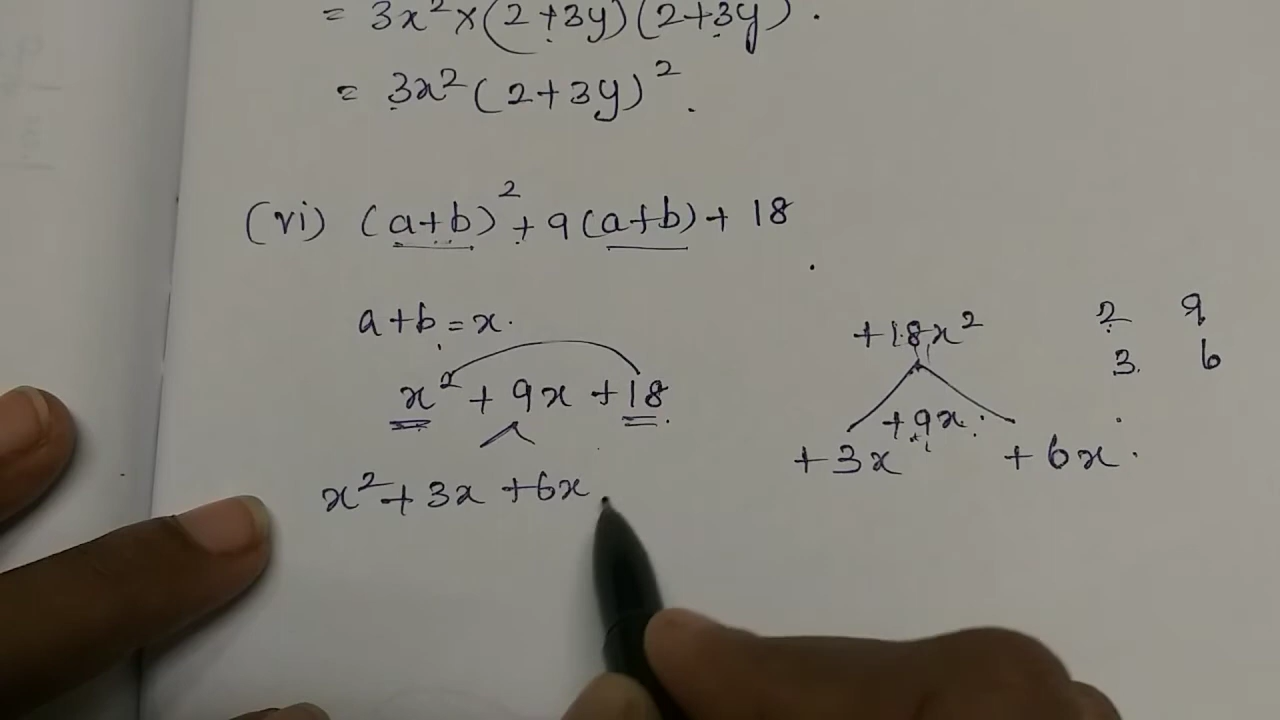 = 3x² × (2+3y) (2+3y).
= 3x² (2+3y)².
(vi) (a+b)² + 9(a+b) + 18
a+b = x.
x² + 9x + 18.
x² + 3x + 6x
+18x²
+9x.
+3x +6x.
2 9
3. 6